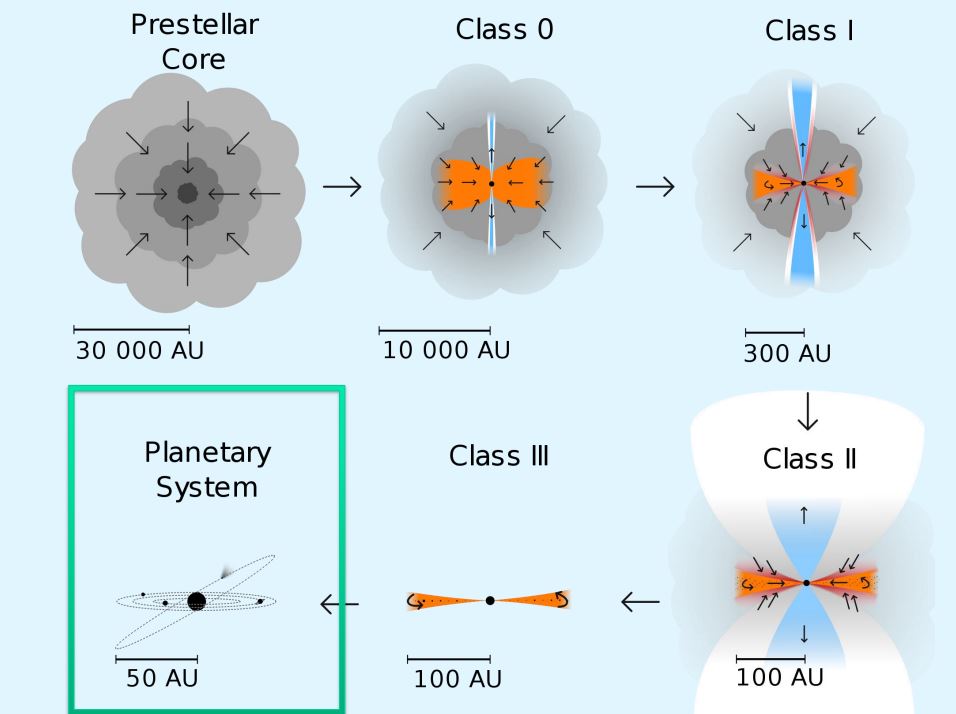 Prestellar
Core
Class 0
Class I
30 000 AU
10 000 AU
300 AU
Planetary
System
Class III
Class II
50 AU
100 AU
100 AU